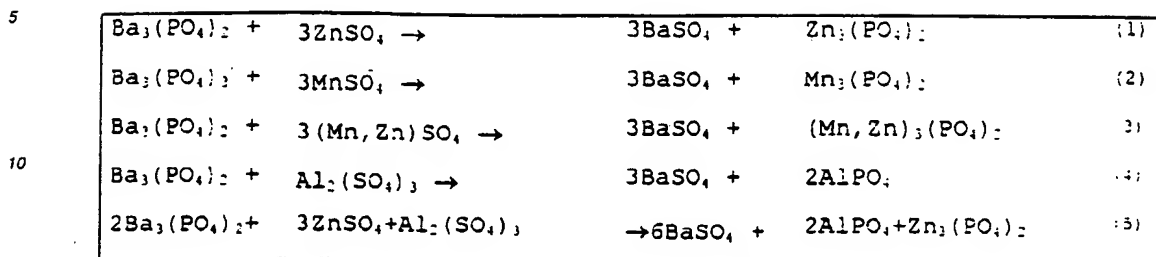 5
Ba₃(PO₄)₂ + 3ZnSO₄ → 3BaSO₄ + Zn₃(PO₄)₂ (1)
Ba₃(PO₄)₃ + 3MnSO₄ → 3BaSO₄ + Mn₃(PO₄)₂ (2)
Ba₃(PO₄)₂ + 3(Mn,Zn)SO₄ → 3BaSO₄ + (Mn,Zn)₃(PO₄)₂ 3)
10
Ba₃(PO₄)₂ + Al₂(SO₄)₃ → 3BaSO₄ + 2AlPO₄ (4)
2Ba₃(PO₄)₂+ 3ZnSO₄+Al₂(SO₄)₃ →6BaSO₄ + 2AlPO₄+Zn₃(PO₄)₂ (5)